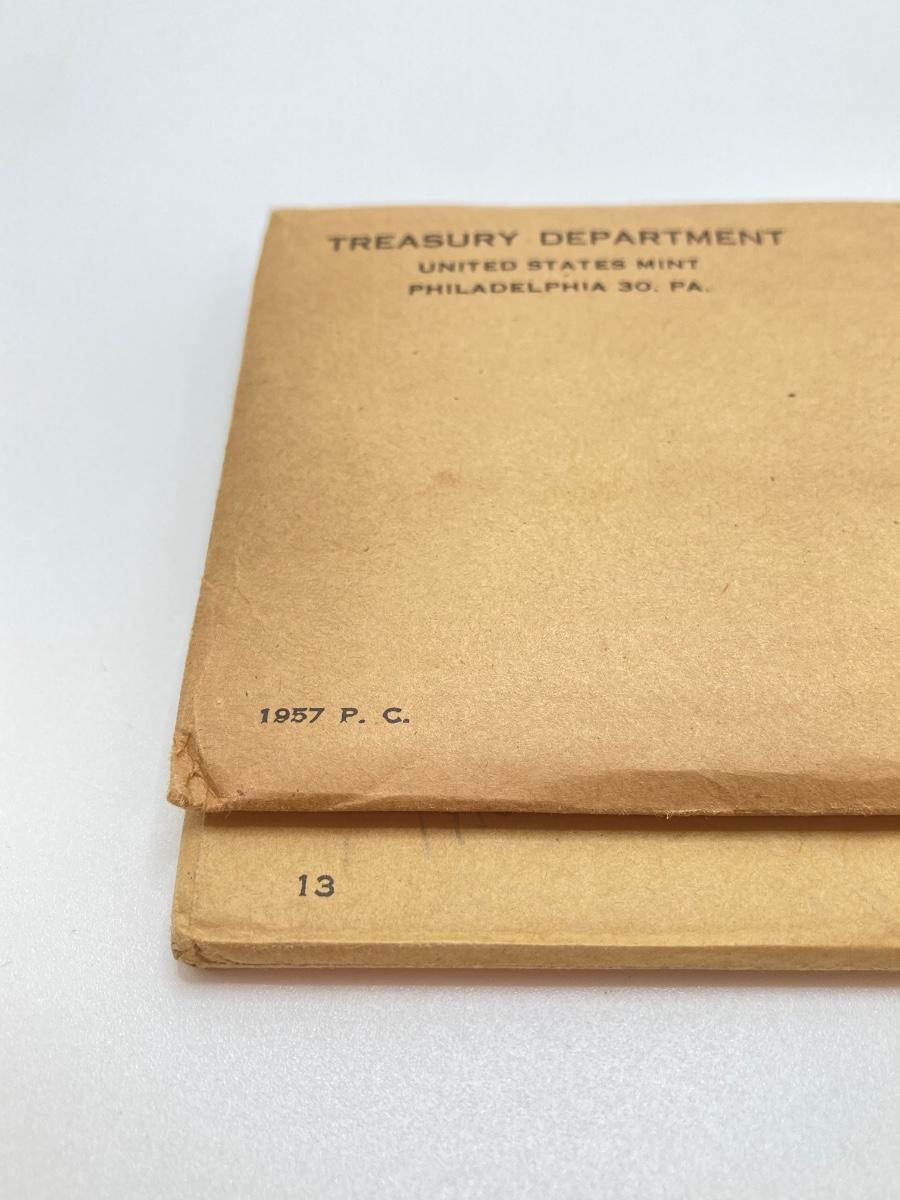 TREASURY DEPARTMENT
UNITED STATES MINT
PHILADELPHIA 30. PA.
1957 P. C.
13